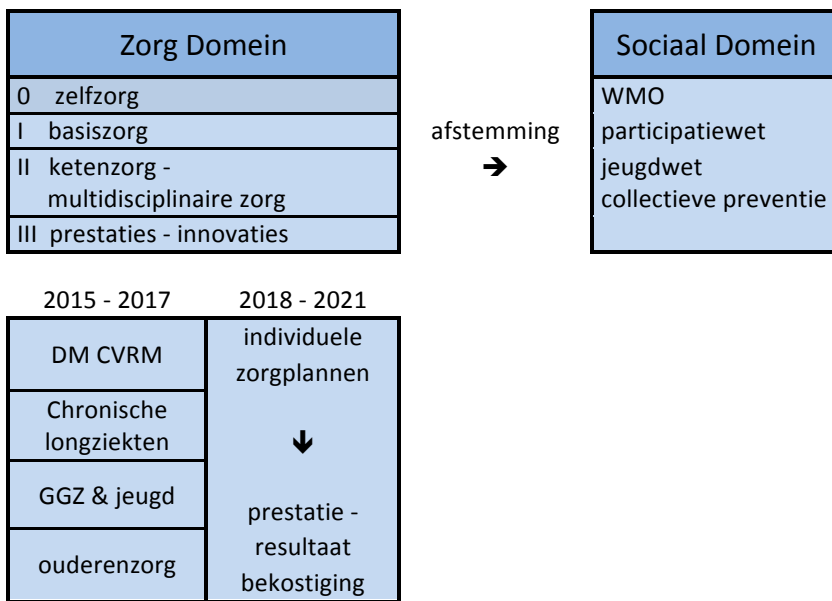 Zorg Domein
0 zelfzorg
I basiszorg
II ketenzorg -
multidisciplinaire zorg
III prestaties - innovaties
afstemming
➔
Sociaal Domein
WMO
participatiewet
jeugdwet
collectieve preventie
2015 - 2017
DM CVRM
Chronische
longziekten
GGZ & jeugd
ouderenzorg
2018 - 2021
individuele
zorgplannen
🡻
prestatie -
resultaat
bekostiging